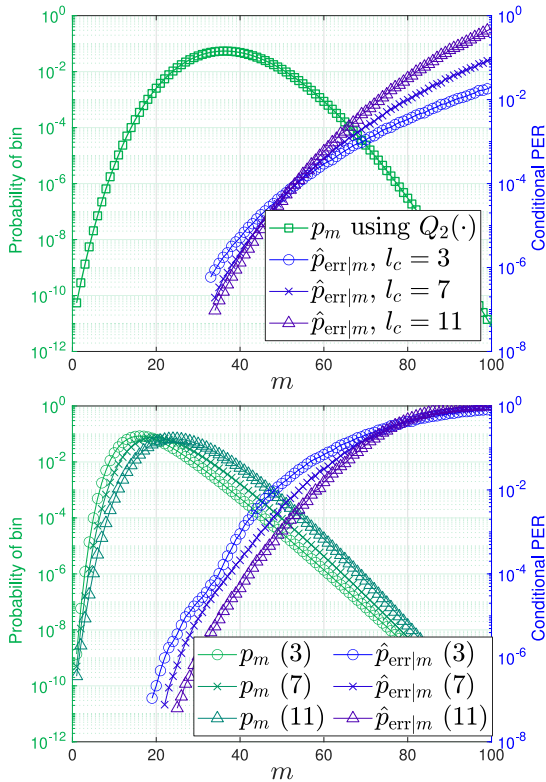 10^0
10^-2
10^-4
10^-6
10^-8
10^-10
10^-12
Probability of bin
0 20 40 60 80 100
m
10^0
10^-2
10^-4
10^-6
10^-8
Conditional PER
p_m using Q_2(·)
p̂_err|m, l_c = 3
p̂_err|m, l_c = 7
p̂_err|m, l_c = 11
10^0
10^-2
10^-4
10^-6
10^-8
10^-10
10^-12
Probability of bin
0 20 40 60 80 100
m
10^0
10^-2
10^-4
10^-6
10^-8
Conditional PER
p_m (3) p̂_err|m (3)
p_m (7) p̂_err|m (7)
p_m (11) p̂_err|m (11)